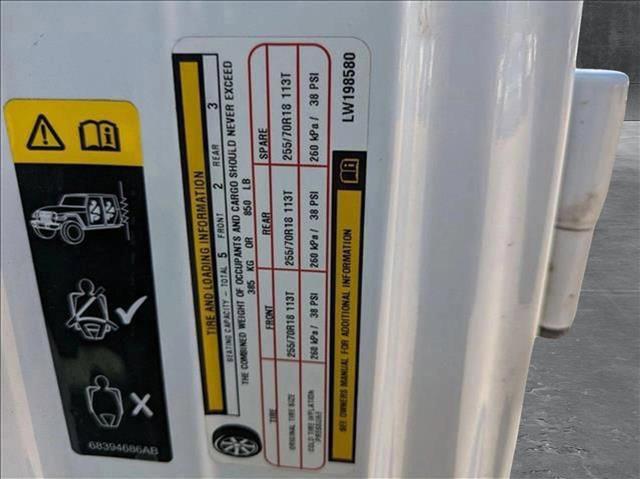 68394686AB
TIRE AND LOADING INFORMATION
SEATING CAPACITY - TOTAL 5 FRONT 2 REAR 3
THE COMBINED WEIGHT OF OCCUPANTS AND CARGO SHOULD NEVER EXCEED
385 KG OR 850 LB
TIRE FRONT REAR SPARE
ORIGINAL TIRE SIZE 255/70R18 113T 255/70R18 113T 255/70R18 113T
COLD TIRE INFLATION PRESSURE 260 kPa / 38 PSI 260 kPa / 38 PSI 260 kPa / 38 PSI
SEE OWNERS MANUAL FOR ADDITIONAL INFORMATION
LW198580